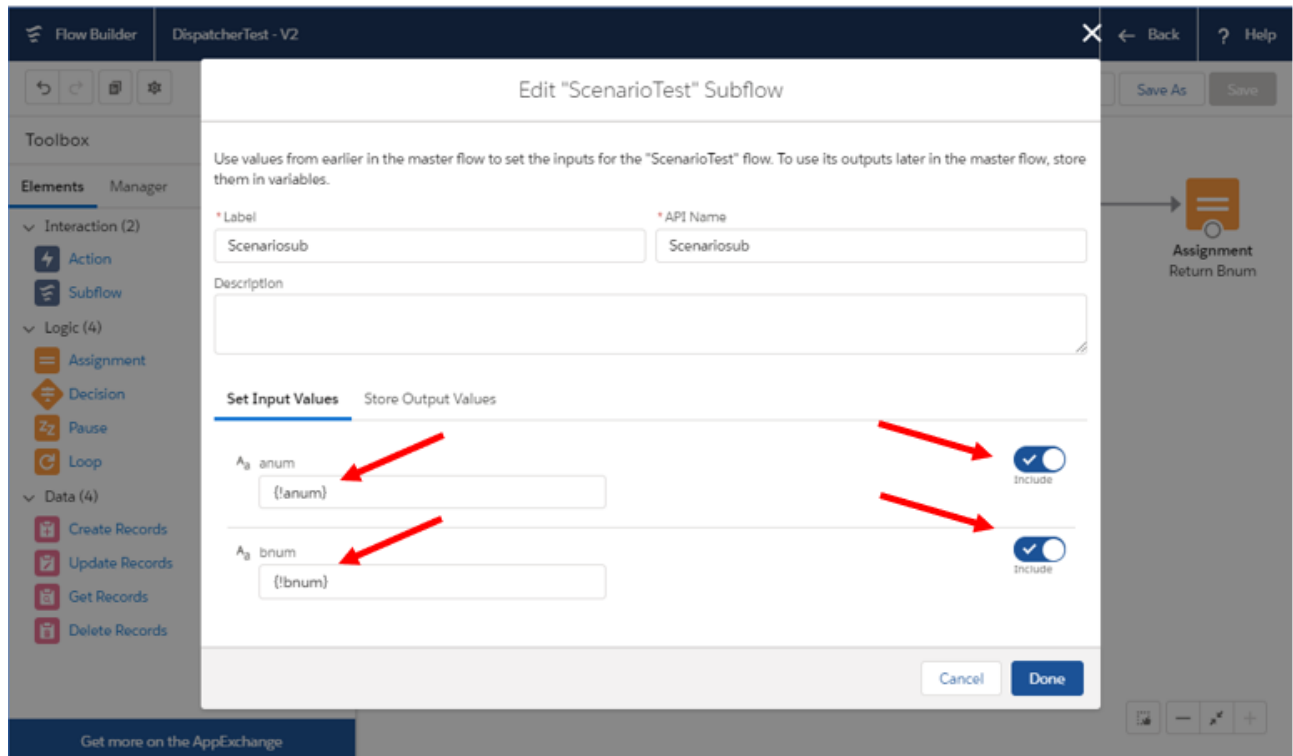 Flow Builder
DispatcherTest - V2
← Back
? Help
Save As
Save
Edit "ScenarioTest" Subflow
Toolbox
Elements
Manager
Interaction (2)
Action
Subflow
Logic (4)
Assignment
Decision
Pause
Loop
Data (4)
Create Records
Update Records
Get Records
Delete Records
Get more on the AppExchange
Use values from earlier in the master flow to set the inputs for the "ScenarioTest" flow. To use its outputs later in the master flow, store
them in variables.
* Label
Scenariosub
* API Name
Scenariosub
Description
Set Input Values
Store Output Values
Aa anum
{!anum}
Include
Aa bnum
{!bnum}
Include
Cancel
Done
Assignment
Return Bnum